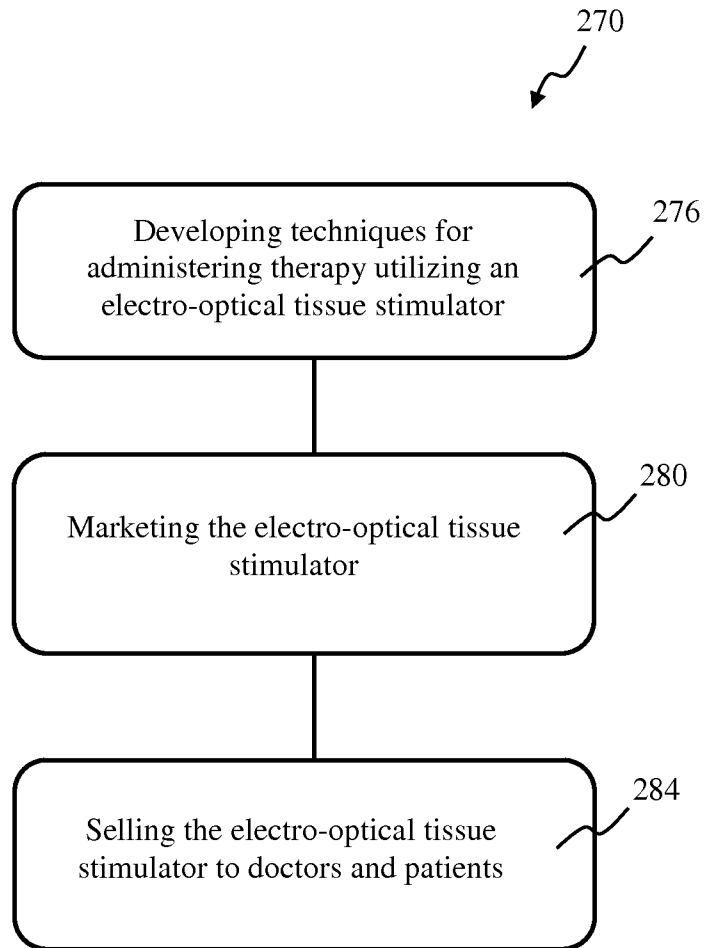 270
Developing techniques for
administering therapy utilizing an
electro-optical tissue stimulator
276
Marketing the electro-optical tissue
stimulator
280
Selling the electro-optical tissue
stimulator to doctors and patients
284